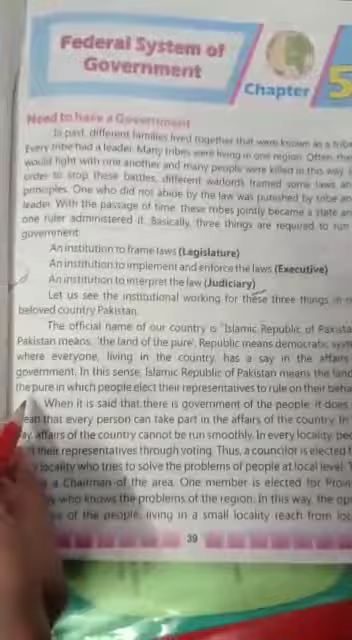 Federal System of
Government
Chapter 5
Need to have a Government
In past, different families lived together that were known as a tribe
Every tribe had a leader. Many tribes were living in one region. Often, the
would fight with one another and many people were killed in this way.
order to stop these battles, different warlords framed some laws an
principles. One who did not abide by the law was punished by tribe an
leader. With the passage of time, these tribes jointly became a state an
one ruler administered it. Basically, three things are required to run
government:
An institution to frame laws (Legislature)
An institution to implement and enforce the laws (Executive)
An institution to interpret the law (Judiciary)
Let us see the institutional working for these three things in o
beloved country Pakistan.
The official name of our country is 'Islamic Republic of Pakista
Pakistan means, 'the land of the pure'. Republic means democratic syst
where everyone, living in the country, has a say in the affairs
government. In this sense, Islamic Republic of Pakistan means the land
the pure in which people elect their representatives to rule on their beha
When it is said that there is government of the people, it does
ean that every person can take part in the affairs of the country. In
ay, affairs of the country cannot be run smoothly. In every locality, peo
t their representatives through voting. Thus, a councilor is elected f
locality who tries to solve the problems of people at local level. T
a Chairman of the area. One member is elected for Provi
who knows the problems of the region. In this way, the opi
of the people, living in a small locality reach from loc
39